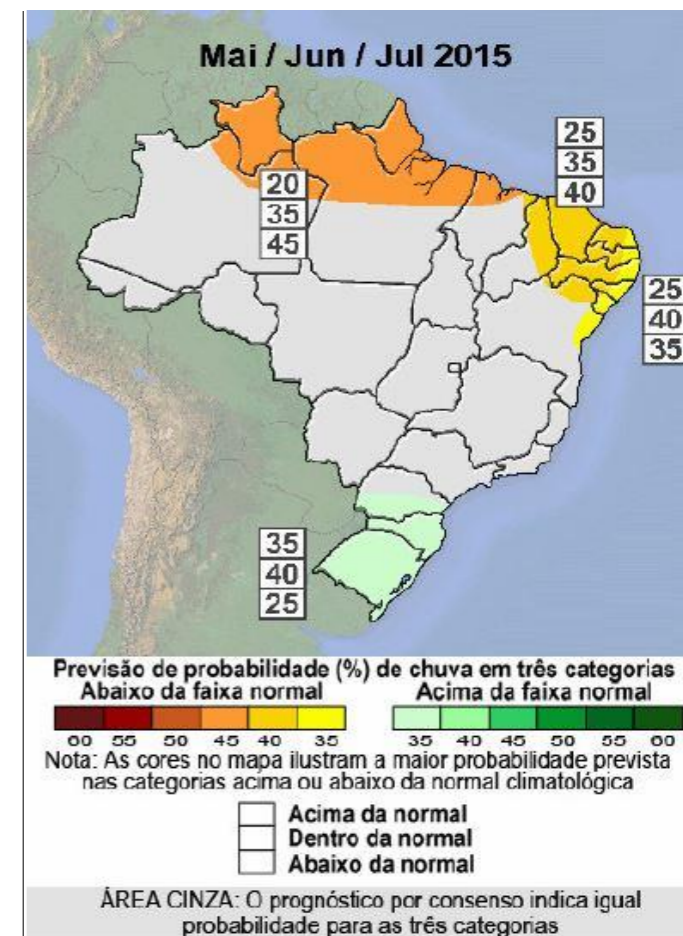 Mai / Jun / Jul 2015
25
35
40
20
35
45
25
40
35
35
40
25
Previsão de probabilidade (%) de chuva em três categorias
Abaixo da faixa normal Acima da faixa normal
60 55 50 45 40 35 35 40 45 50 55 60
Nota: As cores no mapa ilustram a maior probabilidade prevista
nas categorias acima ou abaixo da normal climatológica
Acima da normal
Dentro da normal
Abaixo da normal
ÁREA CINZA: O prognóstico por consenso indica igual
probabilidade para as três categorias